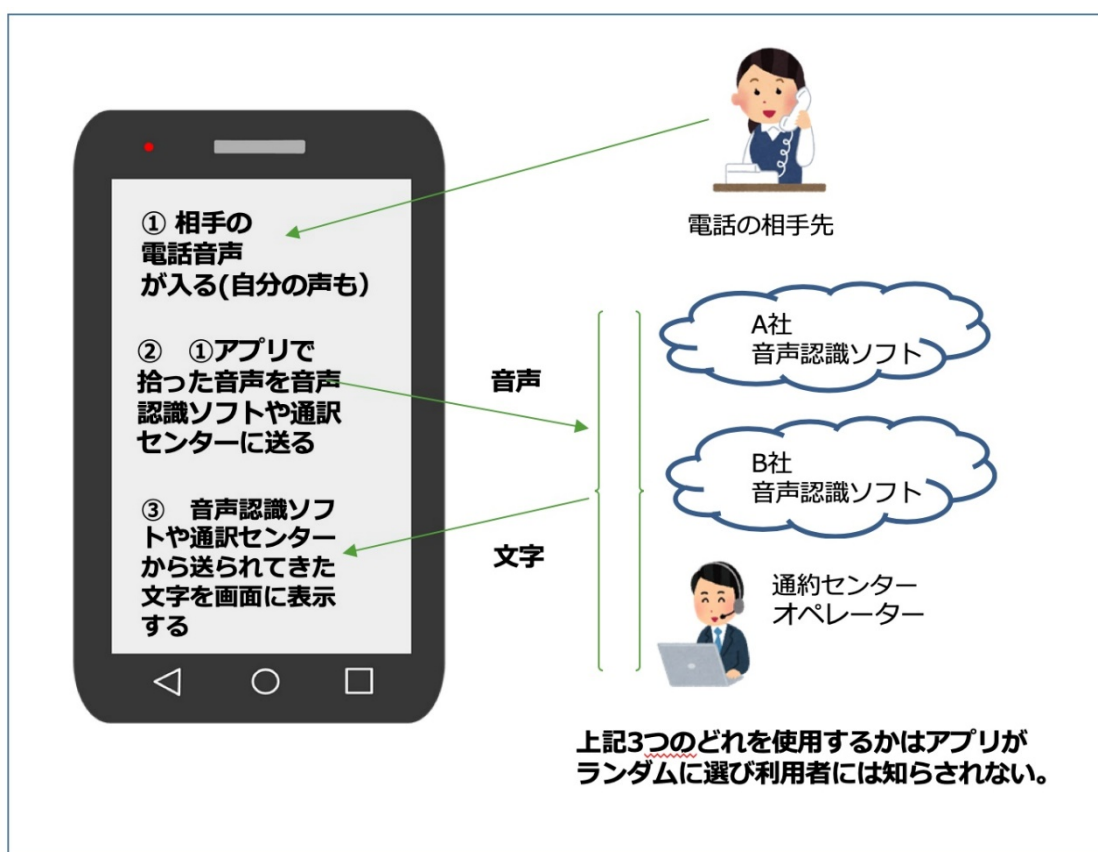 ① 相手の
電話音声
が入る(自分の声も)
② ①アプリで
拾った音声を音声
認識ソフトや通訳
センターに送る
③ 音声認識ソフ
トや通訳センター
から送られてきた
文字を画面に表示
する
電話の相手先
音声
文字
A社
音声認識ソフト
B社
音声認識ソフト
通約センター
オペレーター
上記3つのどれを使用するかはアプリが
ランダムに選び利用者には知らされない。